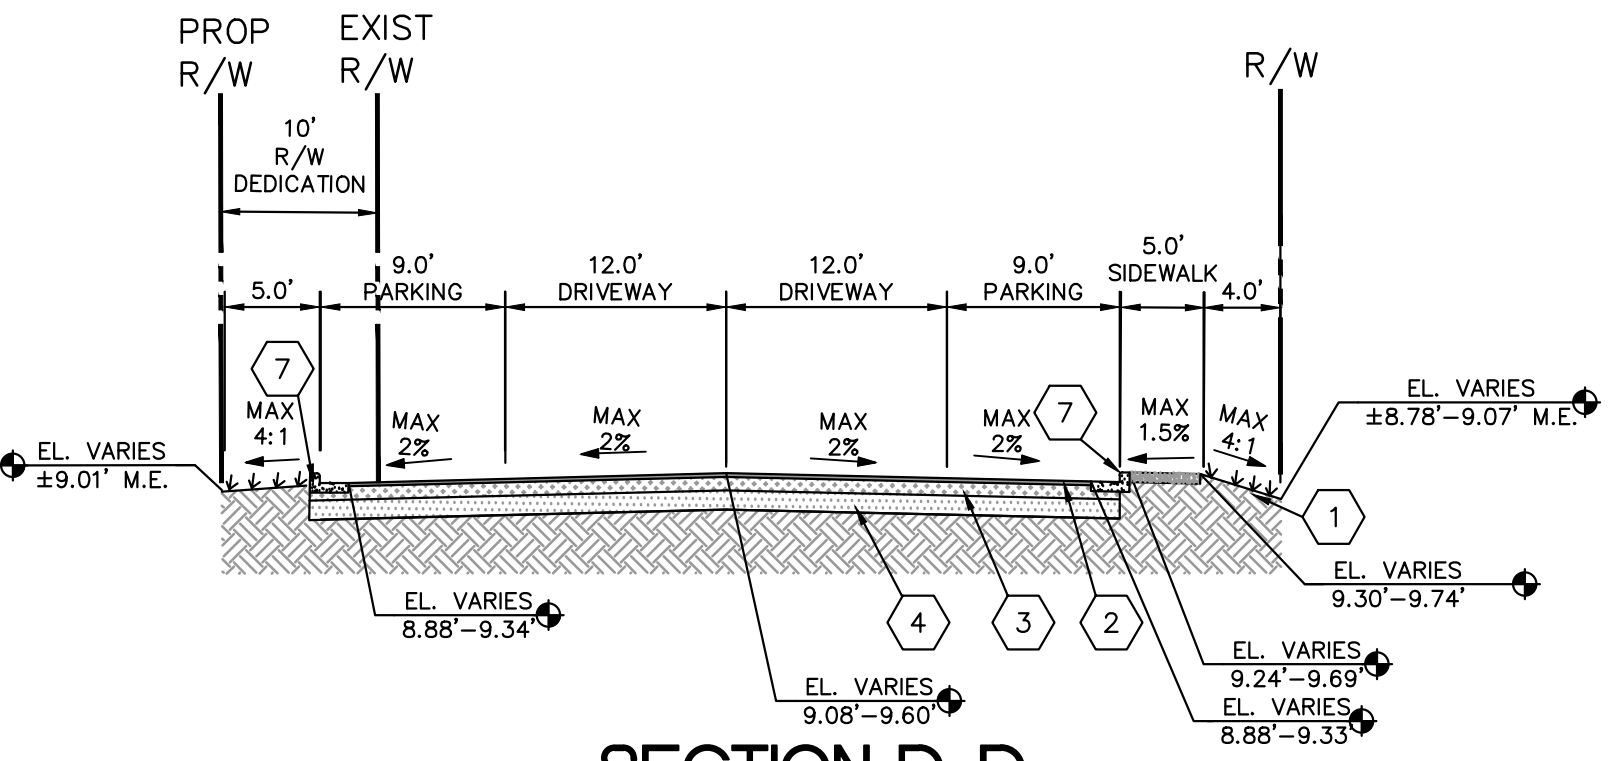 PROP
R/W
EXIST
R/W
R/W
10'
R/W
DEDICATION
5.0'
9.0'
PARKING
12.0'
DRIVEWAY
12.0'
DRIVEWAY
9.0'
PARKING
5.0'
SIDEWALK
4.0'
7
MAX
4:1
MAX
2%
MAX
2%
MAX
2%
MAX
2%
7
MAX
1.5%
MAX
4:1
EL. VARIES
±8.78'-9.07' M.E.
EL. VARIES
±9.01' M.E.
1
EL. VARIES
9.30'-9.74'
EL. VARIES
8.88'-9.34'
4
3
2
EL. VARIES
9.24'-9.69'
EL. VARIES
9.08'-9.60'
EL. VARIES
8.88'-9.33'
SECTION D-D